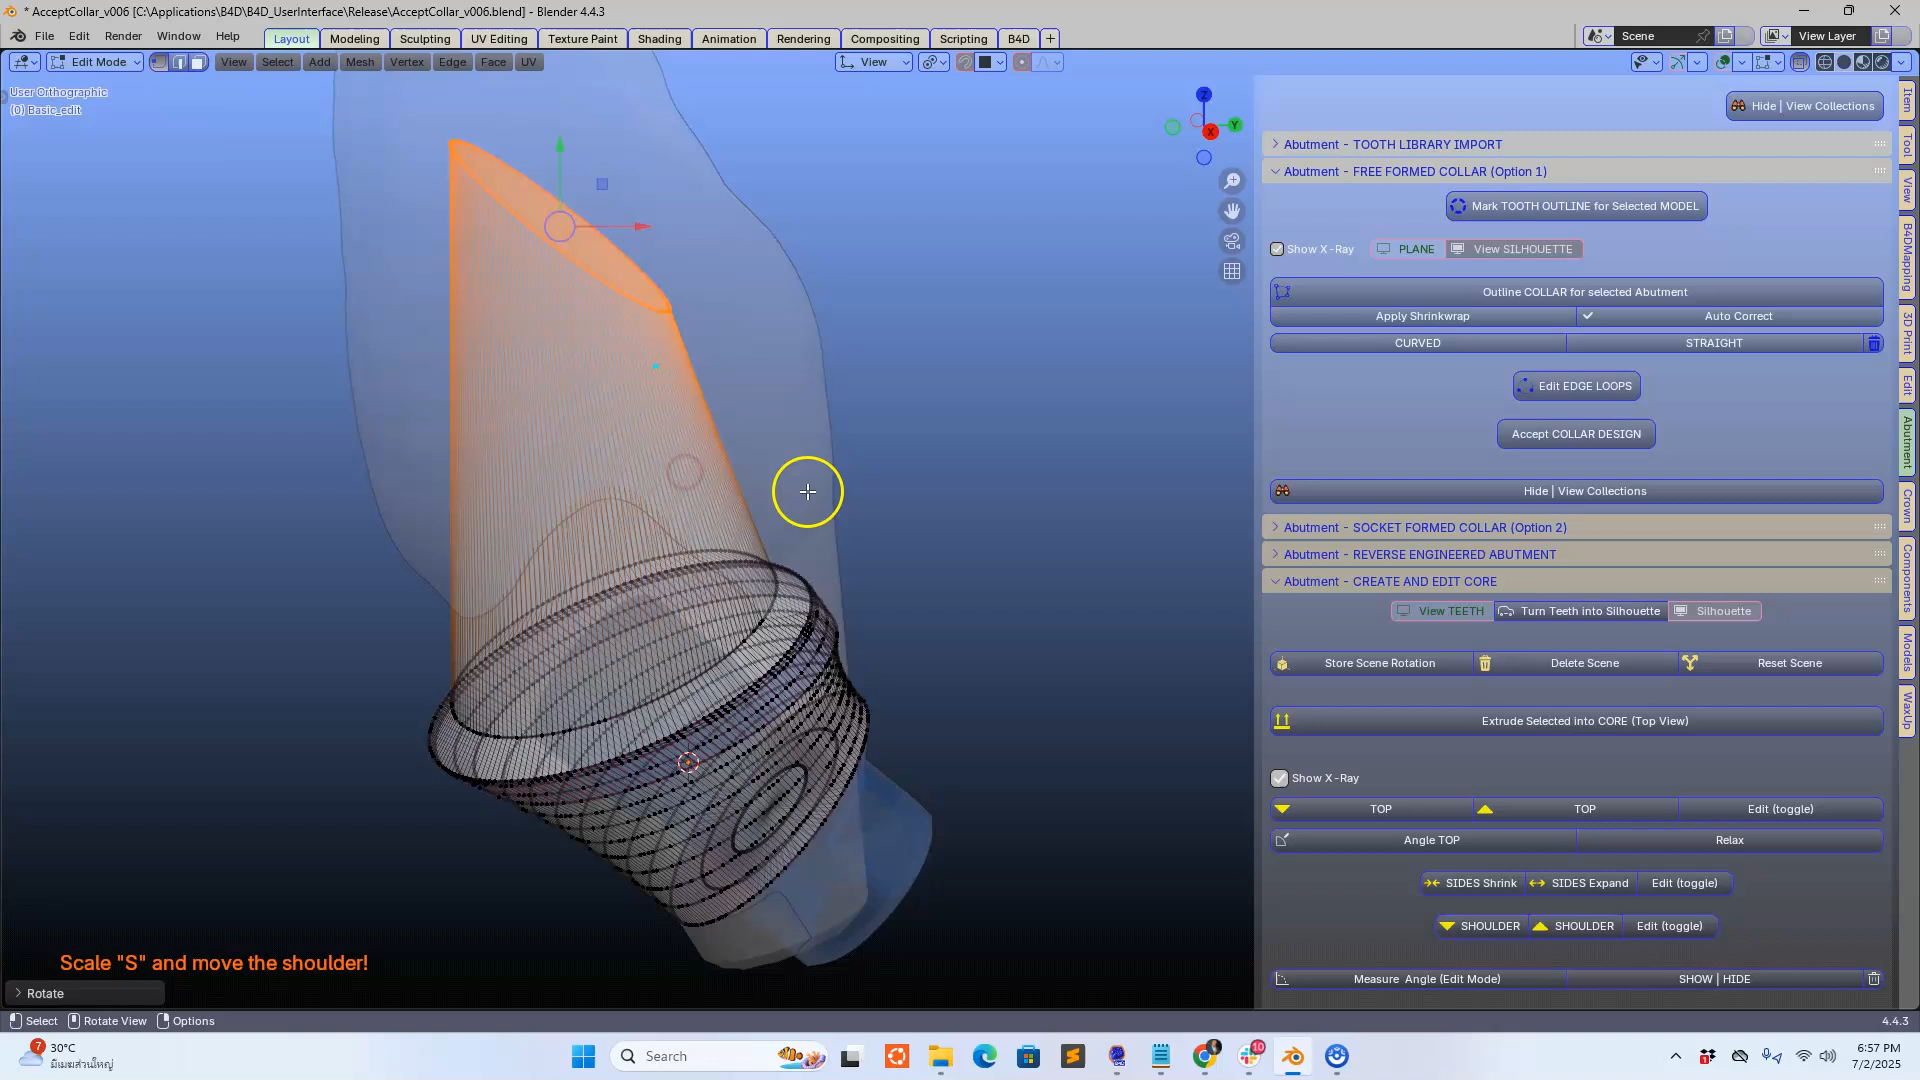 * AcceptCollar_v006 [C:\Applications\B4D\B4D_UserInterface\Release\AcceptCollar_v006.blend] - Blender 4.4.3
File Edit Render Window Help
Layout Modeling Sculpting UV Editing Texture Paint Shading Animation Rendering Compositing Scripting B4D +
Scene
View Layer
Edit Mode View Select Add Mesh Vertex Edge Face UV
View
User Orthographic
(0) Basic_edit
Z
Y
X
Hide | View Collections
Abutment - TOOTH LIBRARY IMPORT
Abutment - FREE FORMED COLLAR (Option 1)
Mark TOOTH OUTLINE for Selected MODEL
Show X-Ray PLANE View SILHOUETTE
Outline COLLAR for selected Abutment
Apply Shrinkwrap Auto Correct
CURVED STRAIGHT
Edit EDGE LOOPS
Accept COLLAR DESIGN
Hide | View Collections
Abutment - SOCKET FORMED COLLAR (Option 2)
Abutment - REVERSE ENGINEERED ABUTMENT
Abutment - CREATE AND EDIT CORE
View TEETH Turn Teeth into Silhouette Silhouette
Store Scene Rotation Delete Scene Reset Scene
Extrude Selected into CORE (Top View)
Show X-Ray
TOP TOP Edit (toggle)
Angle TOP Relax
SIDES Shrink SIDES Expand Edit (toggle)
SHOULDER SHOULDER Edit (toggle)
Measure Angle (Edit Mode) SHOW | HIDE
Item
Tool
View
B4DMapping
3D Print
Edit
Abutment
Crown
Components
Models
WaxUp
Scale "S" and move the shoulder!
Rotate
Select Rotate View Options
4.4.3
7
30°C
Search
10
1
6:57 PM
7/2/2025